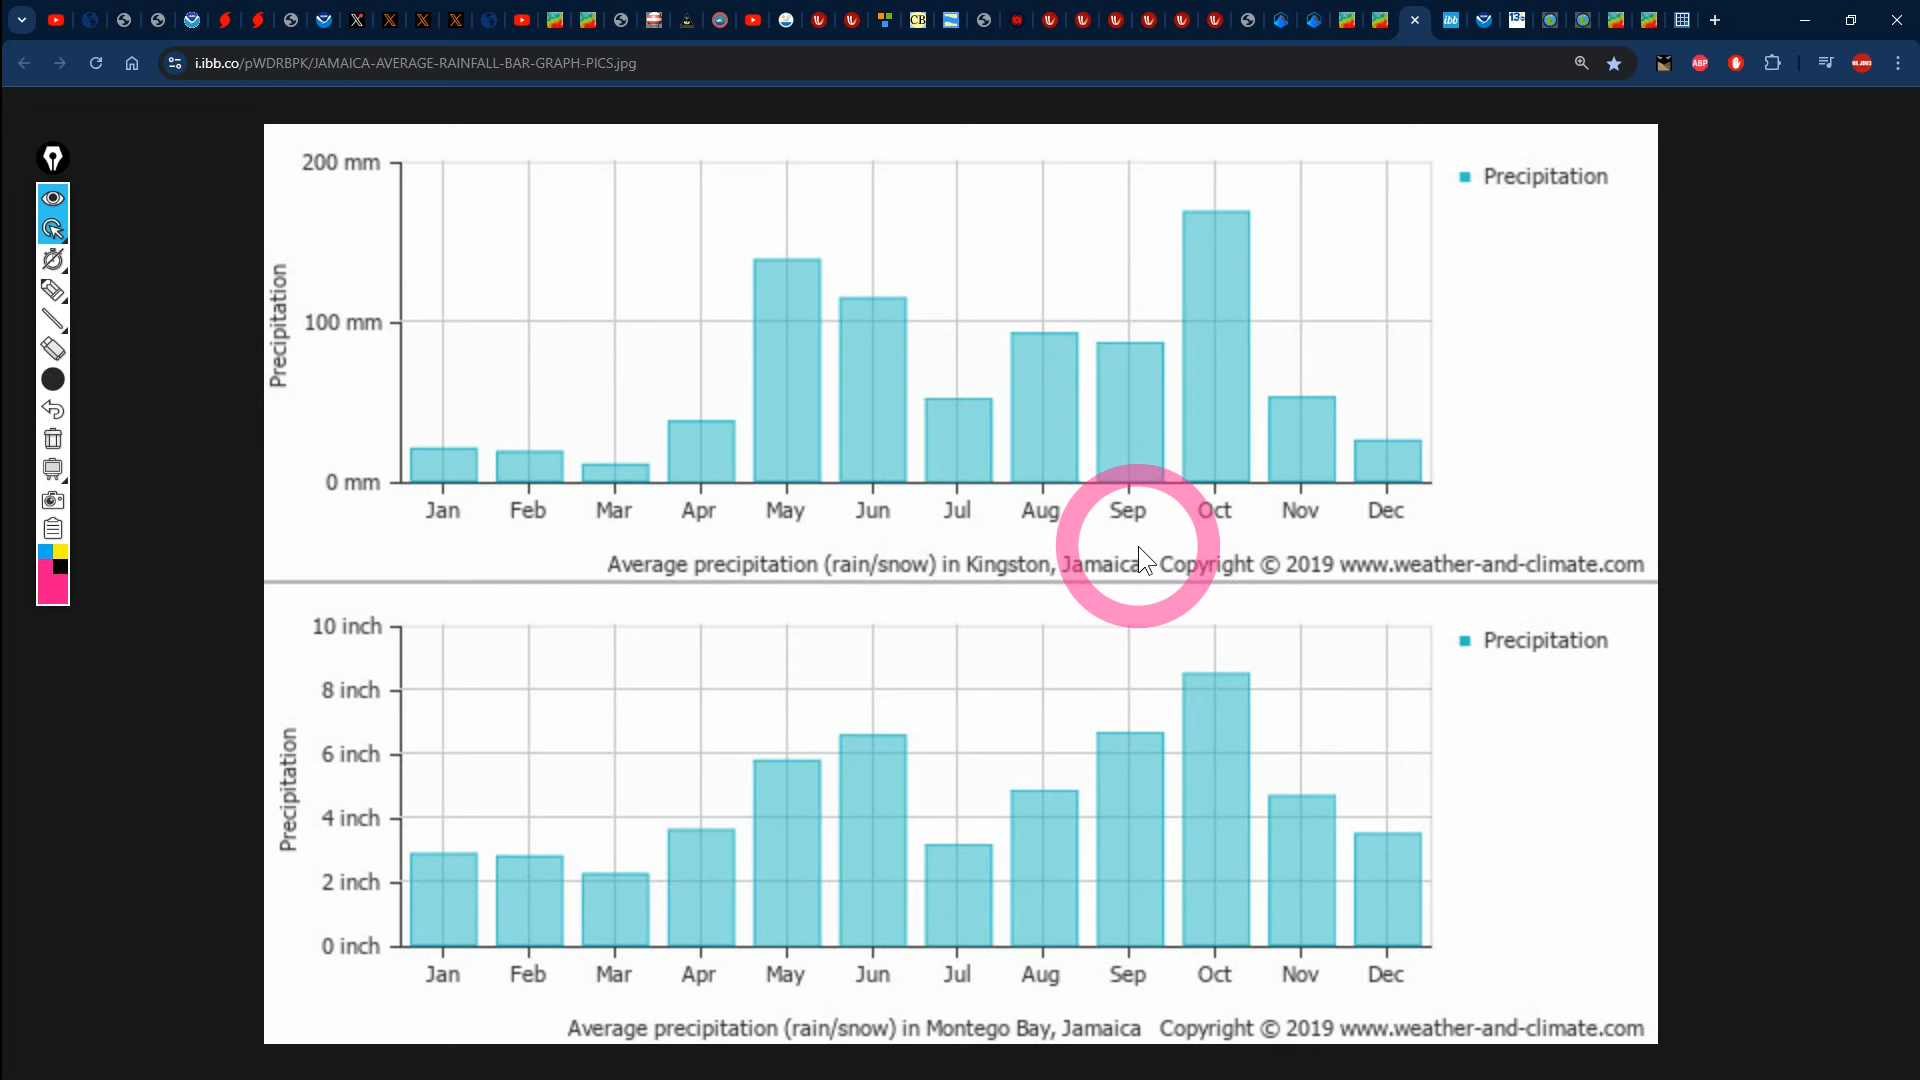 i.ibb.co/pWDRBPK/JAMAICA-AVERAGE-RAINFALL-BAR-GRAPH-PICS.jpg
200 mm
Precipitation
100 mm
Precipitation
0 mm
Jan Feb Mar Apr May Jun Jul Aug Sep Oct Nov Dec
Average precipitation (rain/snow) in Kingston, Jamaica Copyright © 2019 www.weather-and-climate.com
10 inch
Precipitation
8 inch
6 inch
Precipitation
4 inch
2 inch
0 inch
Jan Feb Mar Apr May Jun Jul Aug Sep Oct Nov Dec
Average precipitation (rain/snow) in Montego Bay, Jamaica Copyright © 2019 www.weather-and-climate.com